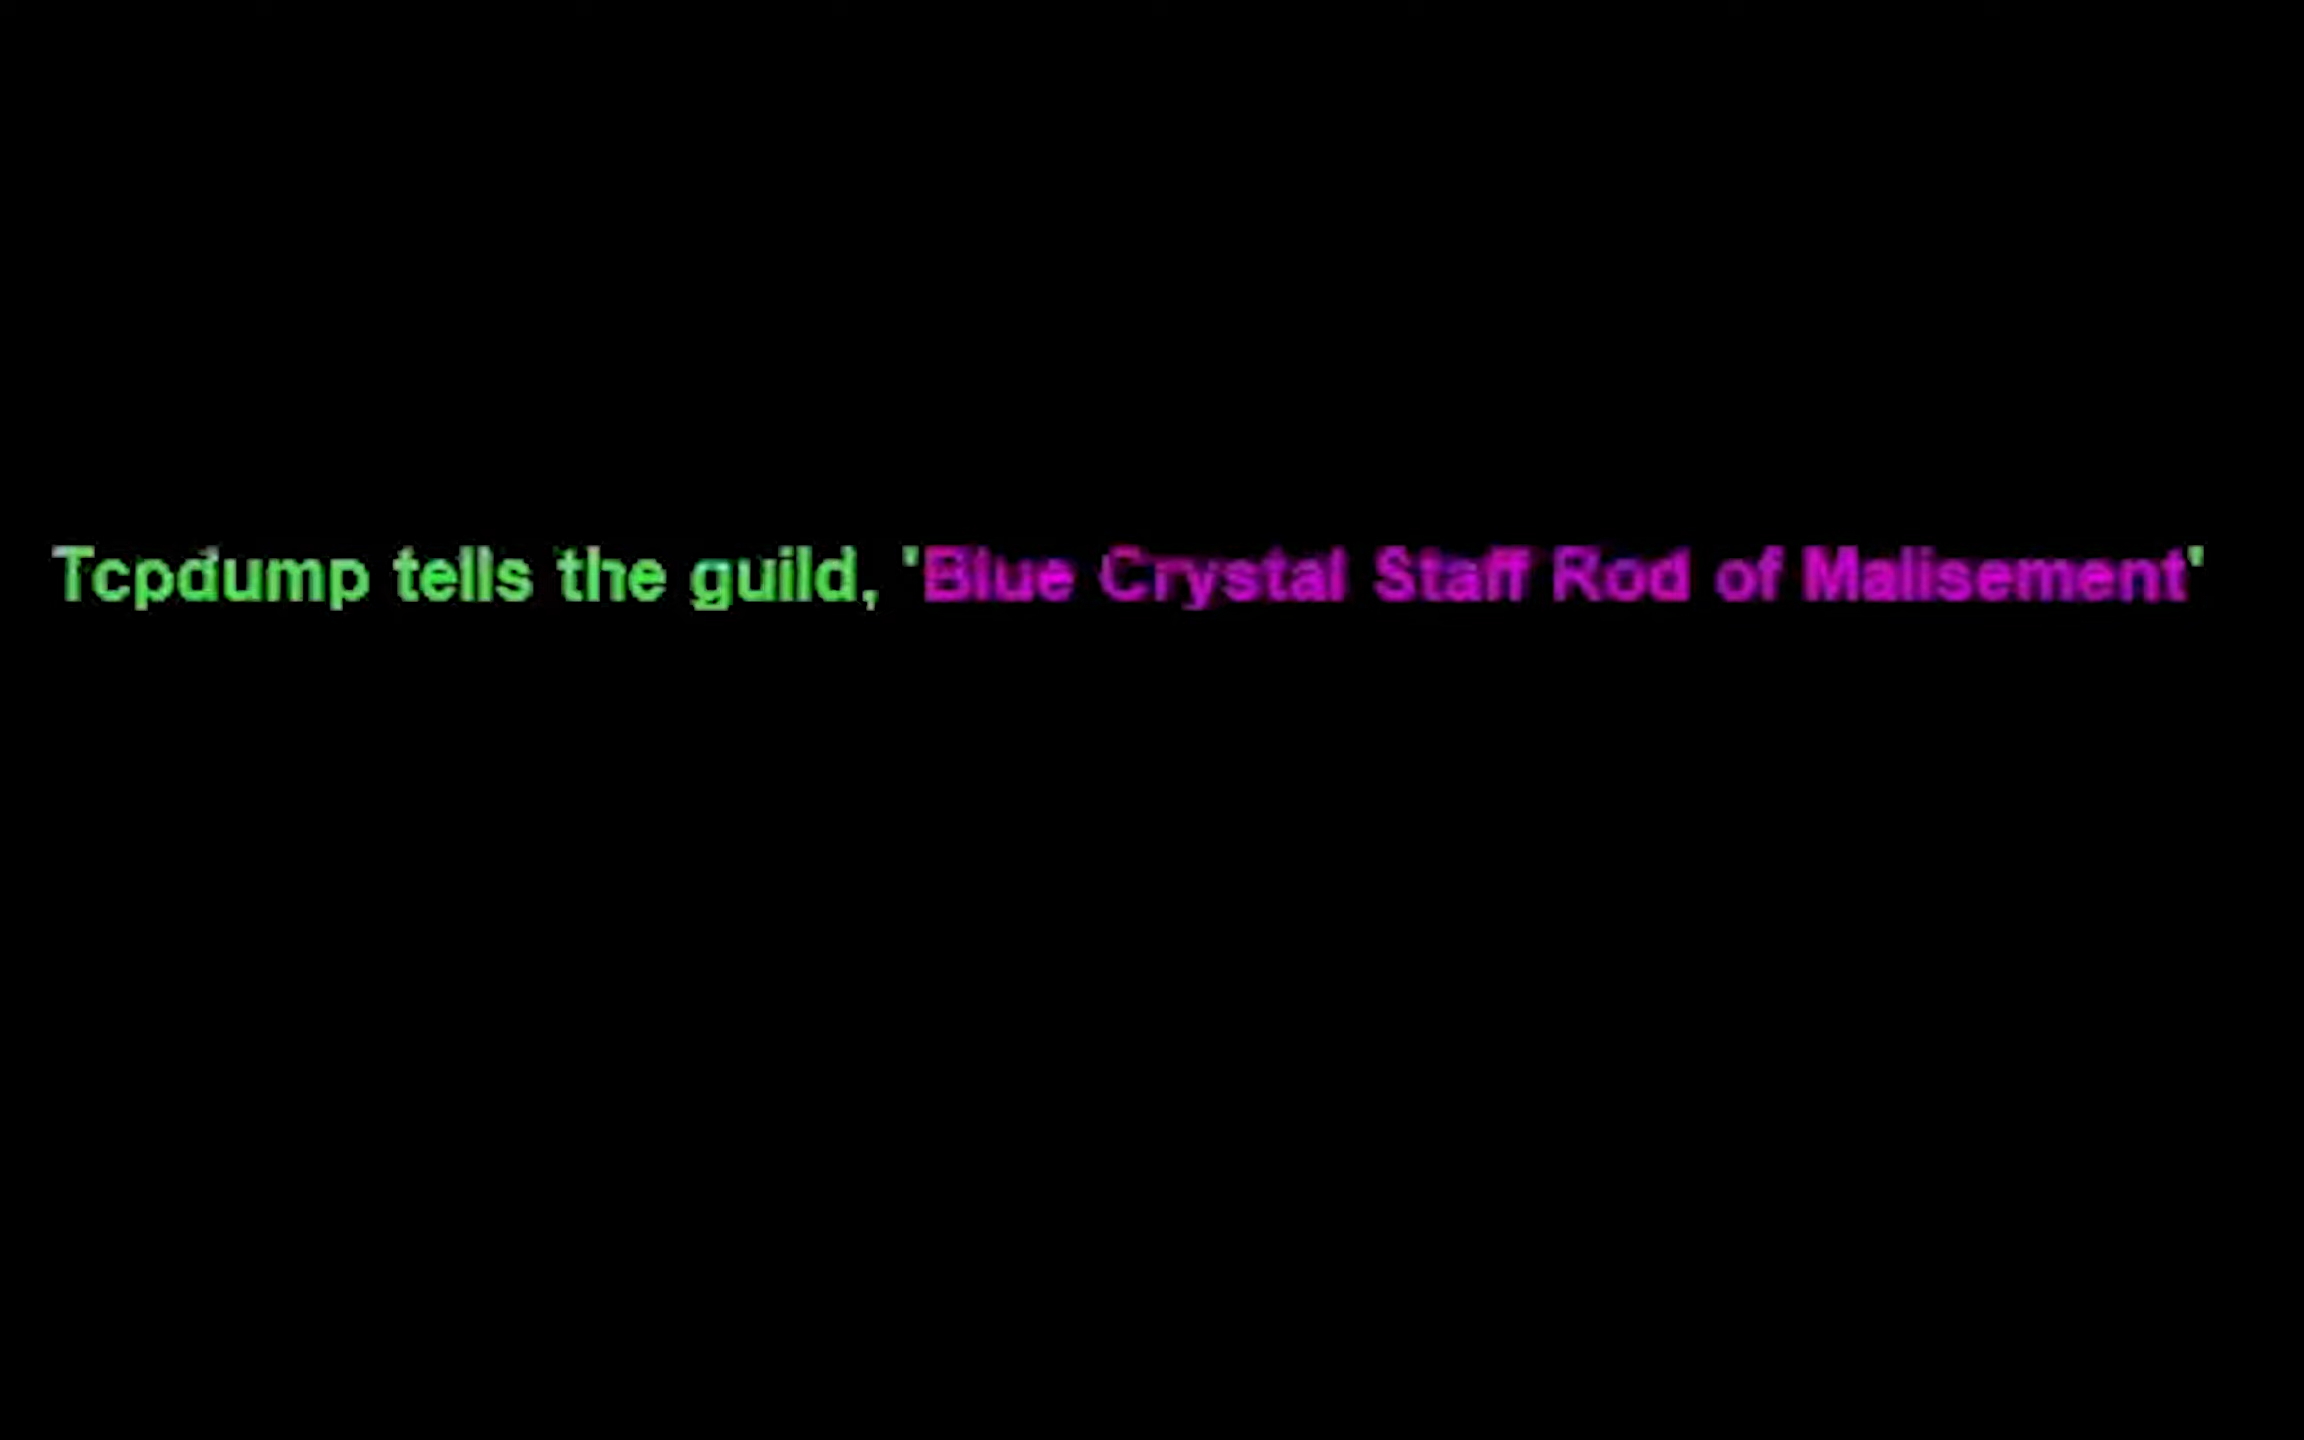 Tcpdump tells the guild, 'Blue Crystal Staff Rod of Malisement'